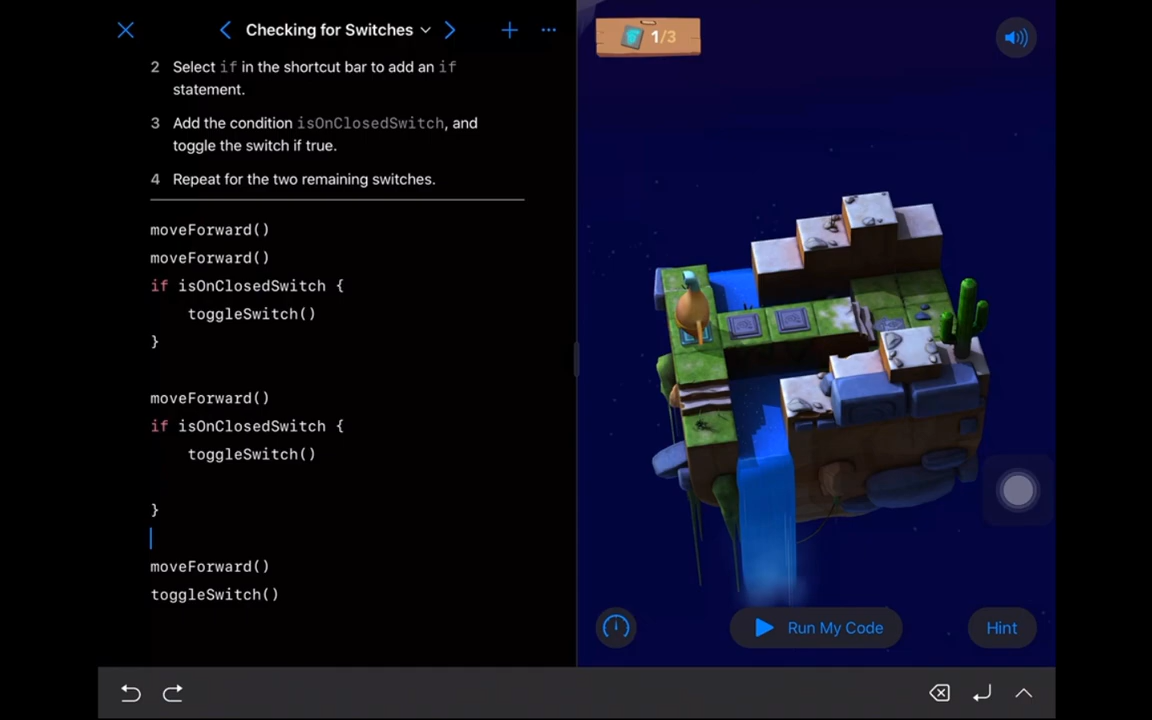 Checking for Switches
2 Select if in the shortcut bar to add an if
statement.
3 Add the condition isOnClosedSwitch, and
toggle the switch if true.
4 Repeat for the two remaining switches.
moveForward()
moveForward()
if isOnClosedSwitch {
toggleSwitch()
}
moveForward()
if isOnClosedSwitch {
toggleSwitch()
}
moveForward()
toggleSwitch()
1/3
Run My Code
Hint